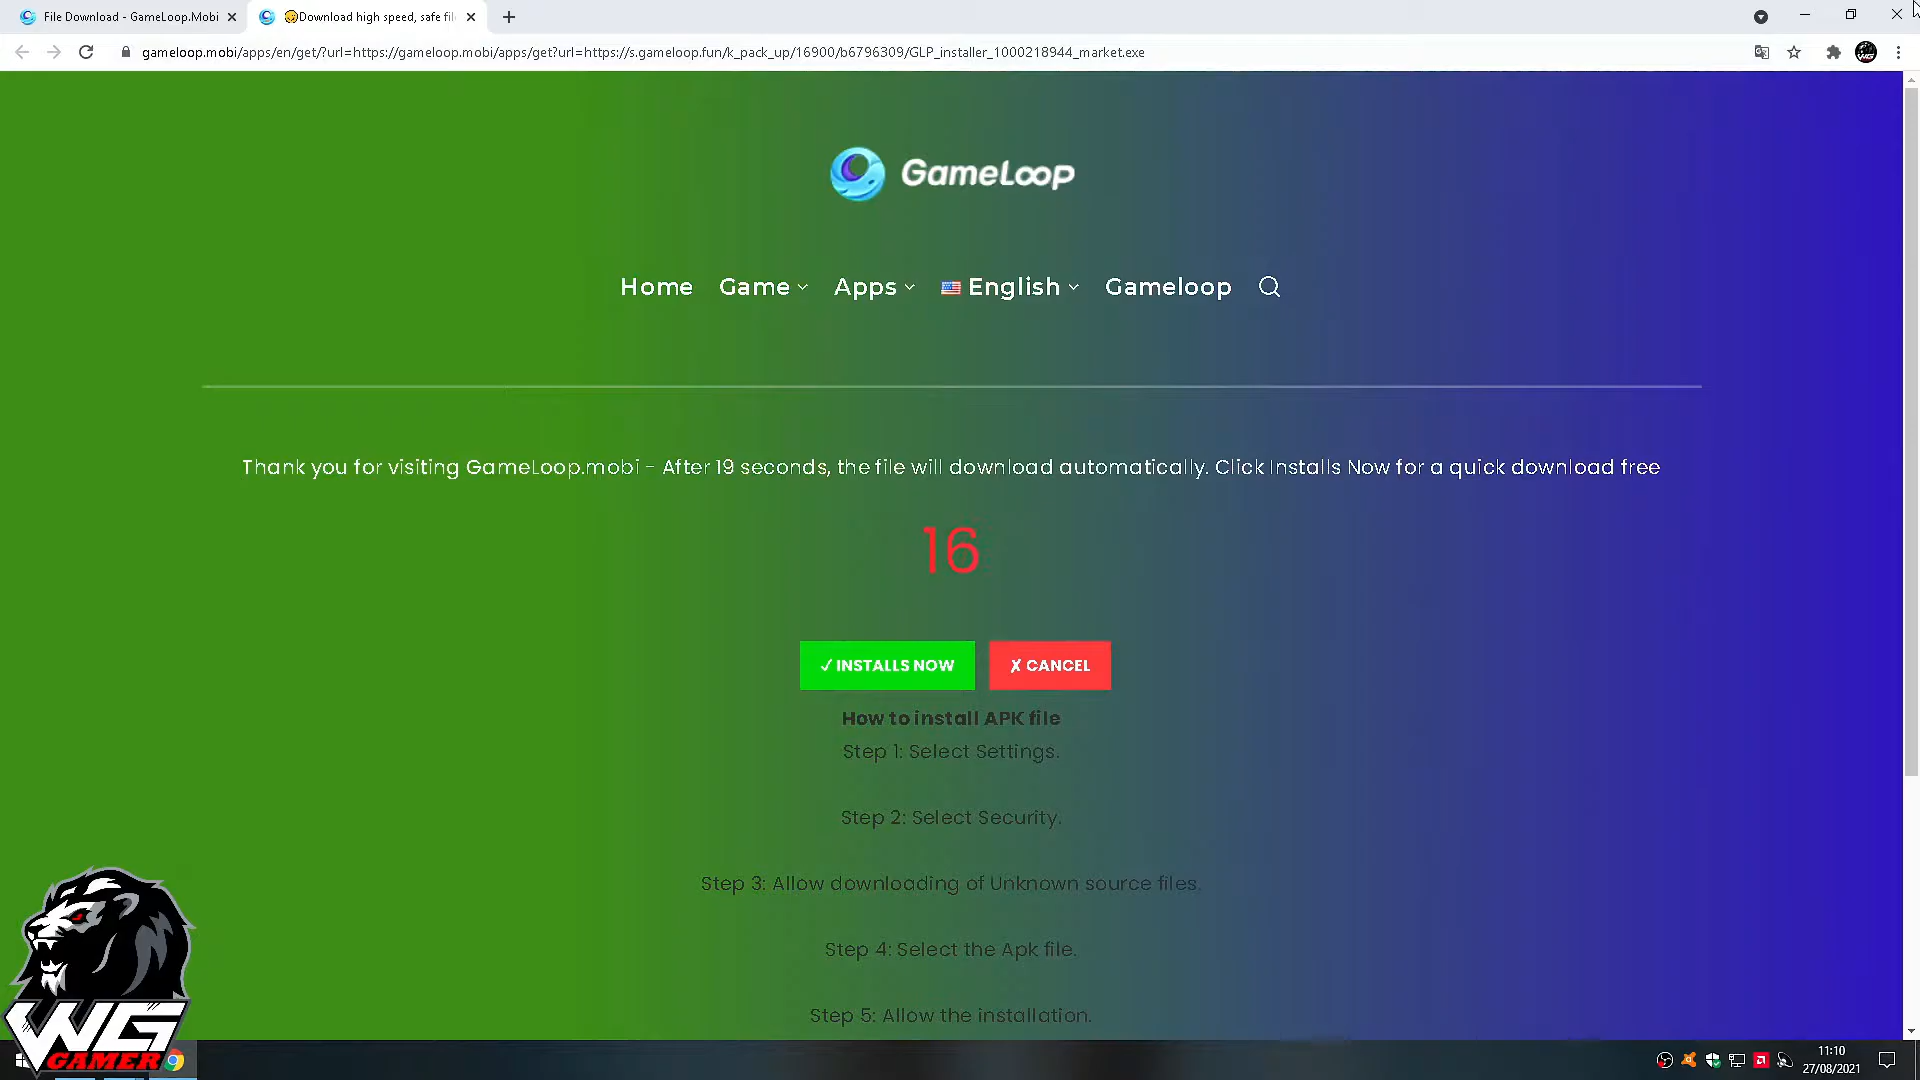 File Download - GameLoop.Mobi
Download high speed, safe fil
gameloop.mobi/apps/en/get/?url=https://gameloop.mobi/apps/get?url=https://s.gameloop.fun/k_pack_up/16900/b6796309/GLP_installer_1000218944_market.exe
GameLoop
Home Game Apps English Gameloop
Thank you for visiting GameLoop.mobi - After 19 seconds, the file will download automatically. Click Installs Now for a quick download free
16
✓ INSTALLS NOW ✗ CANCEL
How to install APK file
Step 1: Select Settings.
Step 2: Select Security.
Step 3: Allow downloading of Unknown source files.
Step 4: Select the Apk file.
Step 5: Allow the installation.
WG
GAMER
11:10
27/08/2021